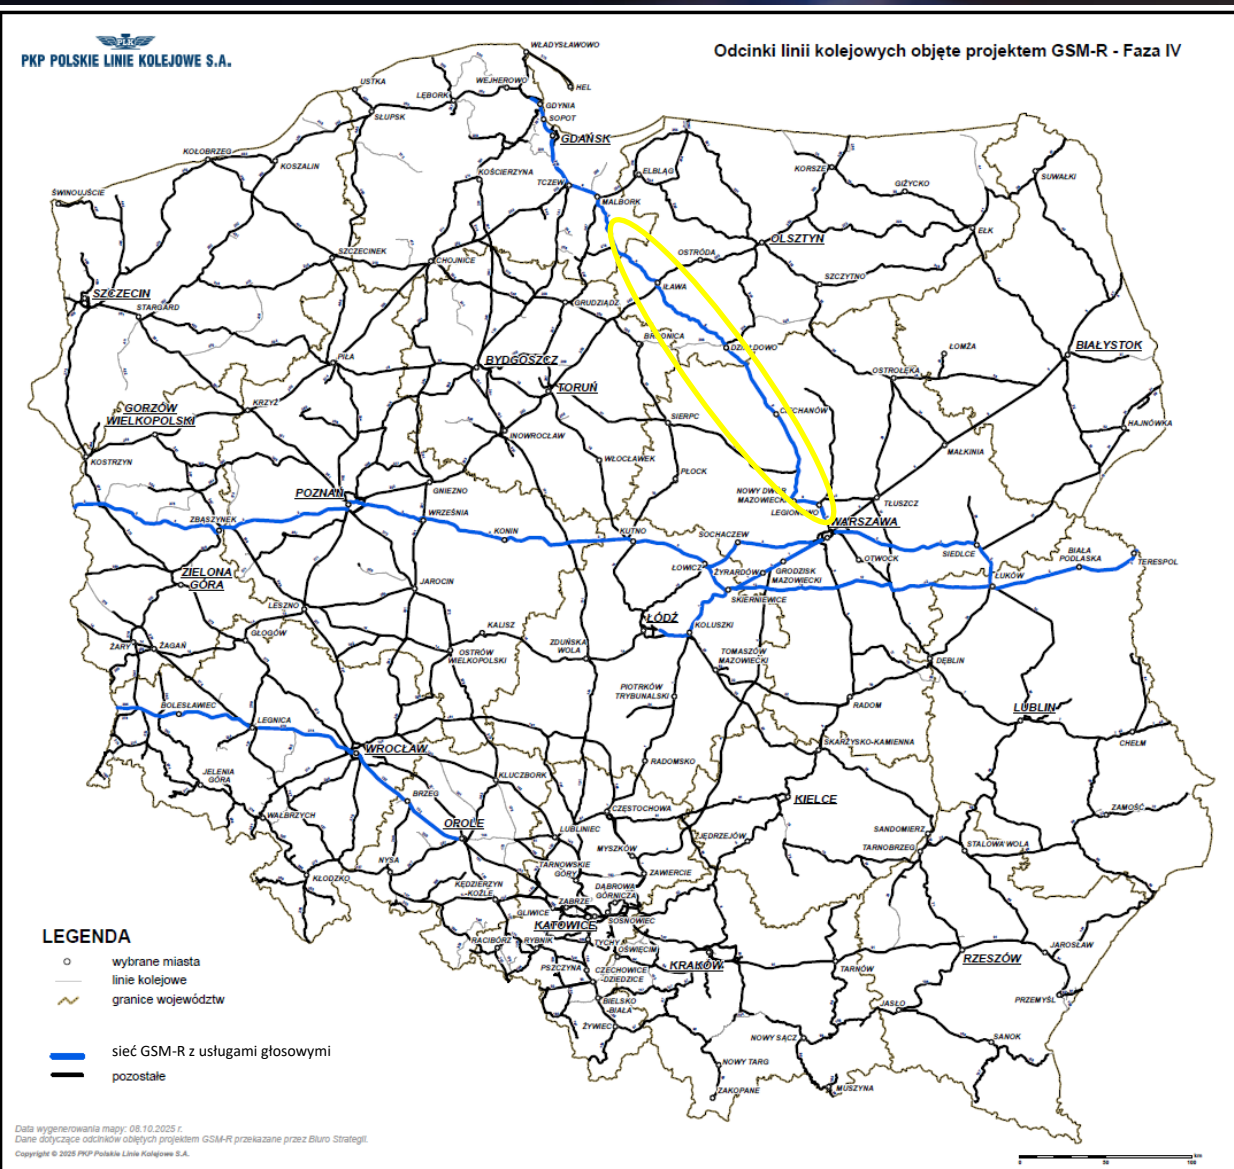 PLK
PKP POLSKIE LINIE KOLEJOWE S.A.
Odcinki linii kolejowych objęte projektem GSM-R - Faza IV
WŁADYSŁAWOWO
USTKA
WEJHEROWO
HEL
LĘBORK
GDYNIA
SŁUPSK
SOPOT
GDAŃSK
KOŁOBRZEG
KOSZALIN
KOŚCIERZYNA
ELBLĄG
KORSZE
SUWAŁKI
TCZEW
GIŻYCKO
ŚWINOUJŚCIE
MALBORK
EŁK
OLSZTYN
SZCZECINEK
CHOJNICE
OSTRÓDA
SZCZYTNO
IŁAWA
SZCZECIN
STARGARD
GRUDZIĄDZ
BRODNICA
DZIAŁDOWO
ŁOMŻA
BIAŁYSTOK
PIŁA
BYDGOSZCZ
OSTROŁĘKA
TORUŃ
GORZÓW
WIELKOPOLSKI
KRZYŻ
SIERPC
CIECHANÓW
HAJNÓWKA
INOWROCŁAW
MAŁKINIA
KOSTRZYN
WŁOCŁAWEK
PŁOCK
GNIEZNO
POZNAŃ
NOWY DWÓR
MAZOWIECKI
TŁUSZCZ
WRZEŚNIA
LEGIONOWO
ZBĄSZYNEK
WARSZAWA
KONIN
KUTNO
SOCHACZEW
SIEDLCE
BIAŁA
PODLASKA
OTWOCK
TERESPOL
ZIELONA
GÓRA
ŁOWICZ
ŻYRARDÓW
GRODZISK
MAZOWIECKI
ŁUKÓW
JAROCIN
SKIERNIEWICE
LESZNO
ŁÓDŹ
GŁOGÓW
KALISZ
KOLUSZKI
ŻARY
ŻAGAŃ
ZDUŃSKA
WOLA
OSTRÓW
WIELKOPOLSKI
TOMASZÓW
MAZOWIECKI
DĘBLIN
PIOTRKÓW
TRYBUNALSKI
BOLESŁAWIEC
RADOM
LUBLIN
LEGNICA
WROCŁAW
SKARŻYSKO-KAMIENNA
CHEŁM
RADOMSKO
JELENIA
GÓRA
KLUCZBORK
BRZEG
KIELCE
CZĘSTOCHOWA
ZAMOŚĆ
WAŁBRZYCH
OPOLE
LUBLINIEC
JĘDRZEJÓW
SANDOMIERZ
TARNOBRZEG
STALOWA WOLA
MYSZKÓW
NYSA
TARNOWSKIE
GÓRY
ZAWIERCIE
KŁODZKO
KĘDZIERZYN
-KOŹLE
DĄBROWA
GÓRNICZA
ZABRZE
GLIWICE
SOSNOWIEC
KATOWICE
RACIBÓRZ
RYBNIK
TYCHY
OŚWIĘCIM
JAROSŁAW
RZESZÓW
KRAKÓW
TARNÓW
PSZCZYNA
CZECHOWICE
-DZIEDZICE
BIELSKO
-BIAŁA
PRZEMYŚL
JASŁO
ŻYWIEC
NOWY SĄCZ
SANOK
NOWY TARG
ZAKOPANE
MUSZYNA
LEGENDA
wybrane miasta
linie kolejowe
granice województw
sieć GSM-R z usługami głosowymi
pozostałe
Data wygenerowania mapy: 08.10.2025 r.
Dane dotyczące odcinków objętych projektem GSM-R przekazane przez Biuro Strategii.
Copyright © 2025 PKP Polskie Linie Kolejowe S.A.
km
0 50 100